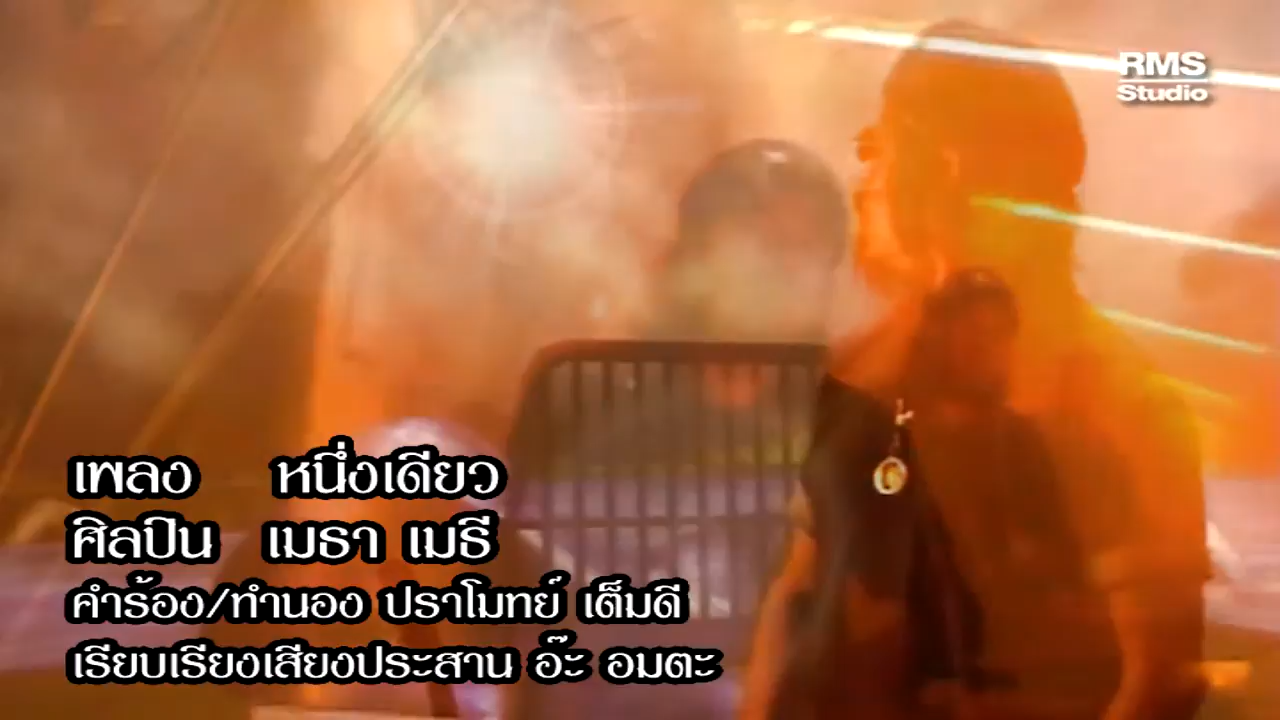 RMS
Studio
เพลง หนึ่งเดียว
ศิลปิน เมธา เมธี
คำร้อง/ทำนอง ปราโมทย์ เต็มดี
เรียบเรียงเสียงประสาน อ๊ะ อมตะ